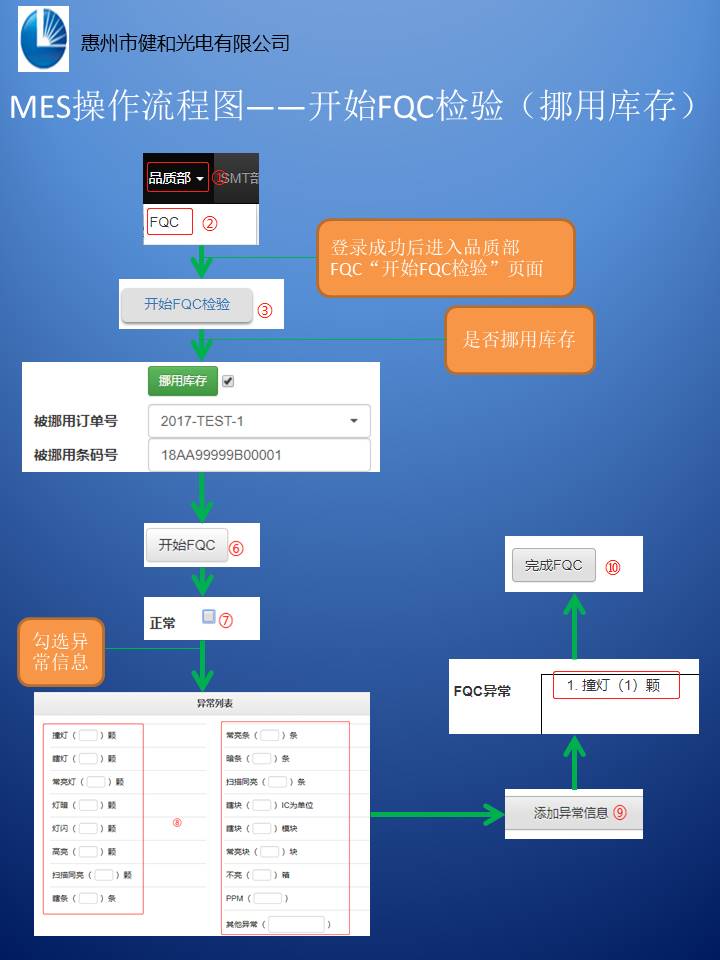 惠州市健和光电有限公司
MES操作流程图——开始FQC检验（挪用库存）
品质部 ① SMT部
FQC ②
登录成功后进入品质部
FQC“开始FQC检验”页面
开始FQC检验 ③
是否挪用库存
挪用库存
被挪用订单号 2017-TEST-1
被挪用条码号 18AA99999B00001
开始FQC ⑥
正常 ⑦
勾选异
常信息
异常列表
撞灯（ ）颗
瞎灯（ ）颗
常亮灯（ ）颗
灯暗（ ）颗
灯闪（ ）颗
高亮（ ）颗
扫描同亮（ ）颗
瞎条（ ）条
⑧
常亮条（ ）条
暗条（ ）条
扫描同亮（ ）条
瞎块（ ）IC为单位
瞎块（ ）模块
常亮块（ ）块
不亮（ ）箱
PPM（ ）
其他异常（ ）
添加异常信息 ⑨
FQC异常 1. 撞灯（1）颗
完成FQC ⑩